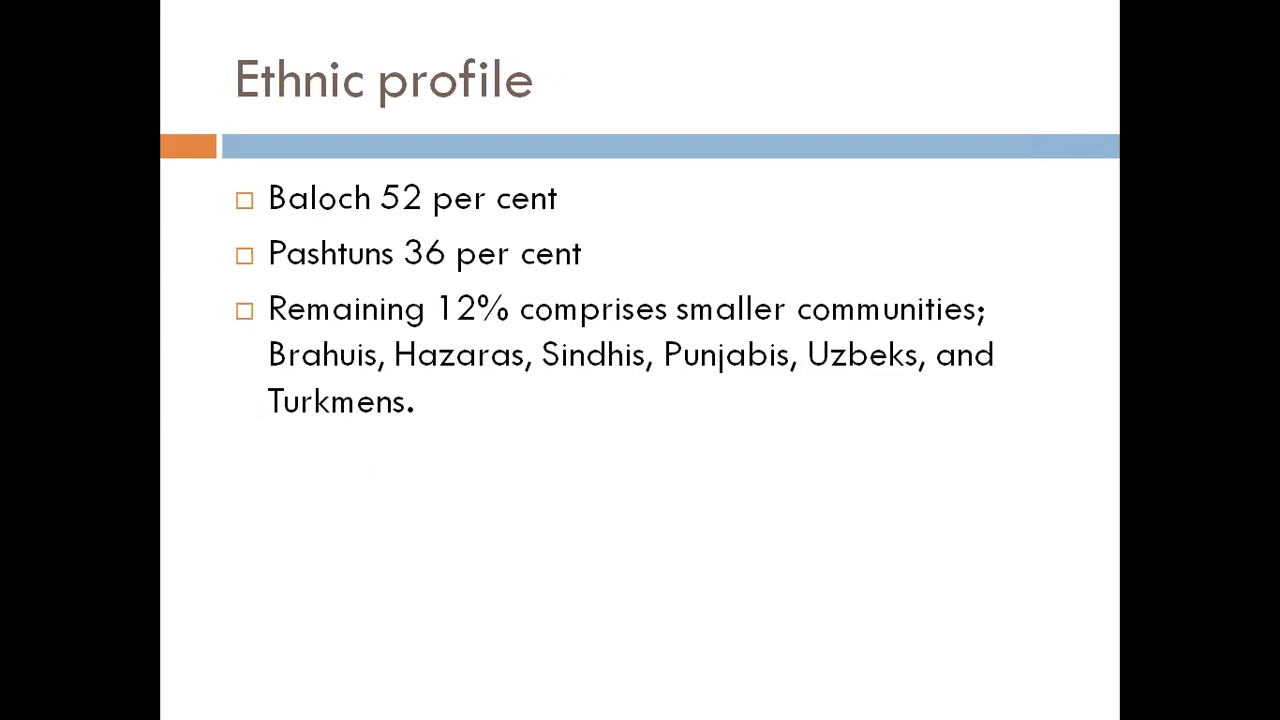 Ethnic profile
Baloch 52 per cent
Pashtuns 36 per cent
Remaining 12% comprises smaller communities;
Brahuis, Hazaras, Sindhis, Punjabis, Uzbeks, and
Turkmens.